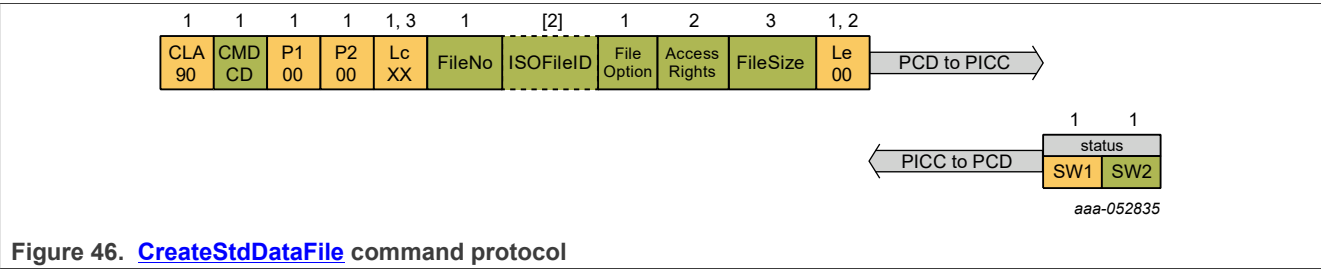 1 1 1 1 1, 3 1 [2] 1 2 3 1, 2
CLA CMD P1 P2 Lc FileNo ISOFileID File Access FileSize Le PCD to PICC
90 CD 00 00 XX Option Rights 00
1 1
status
PICC to PCD SW1 SW2
aaa-052835
Figure 46. CreateStdDataFile command protocol